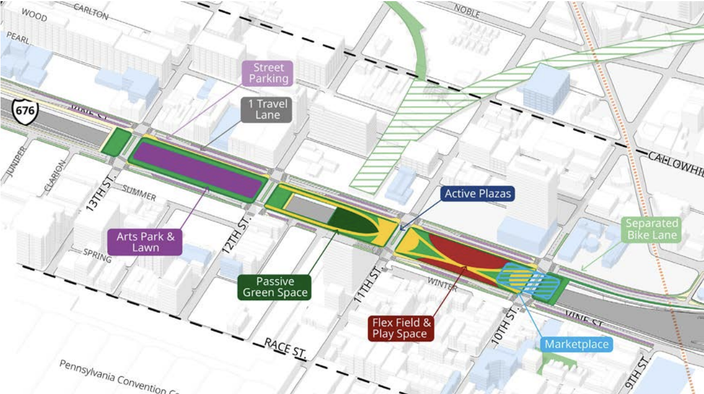 CARLTON
WOOD
PEARL
NOBLE
Street
Parking
1 Travel
Lane
676
VINE ST.
CALLOWHI
JUNIPER
CLARION
13TH ST.
SUMMER
Active Plazas
Separated
Bike Lane
Arts Park &
Lawn
12TH ST.
SPRING
Passive
Green Space
11TH ST.
WINTER
Flex Field &
Play Space
10TH ST.
VINE ST.
Marketplace
RACE ST.
9TH ST.
Pennsylvania Convention Ce